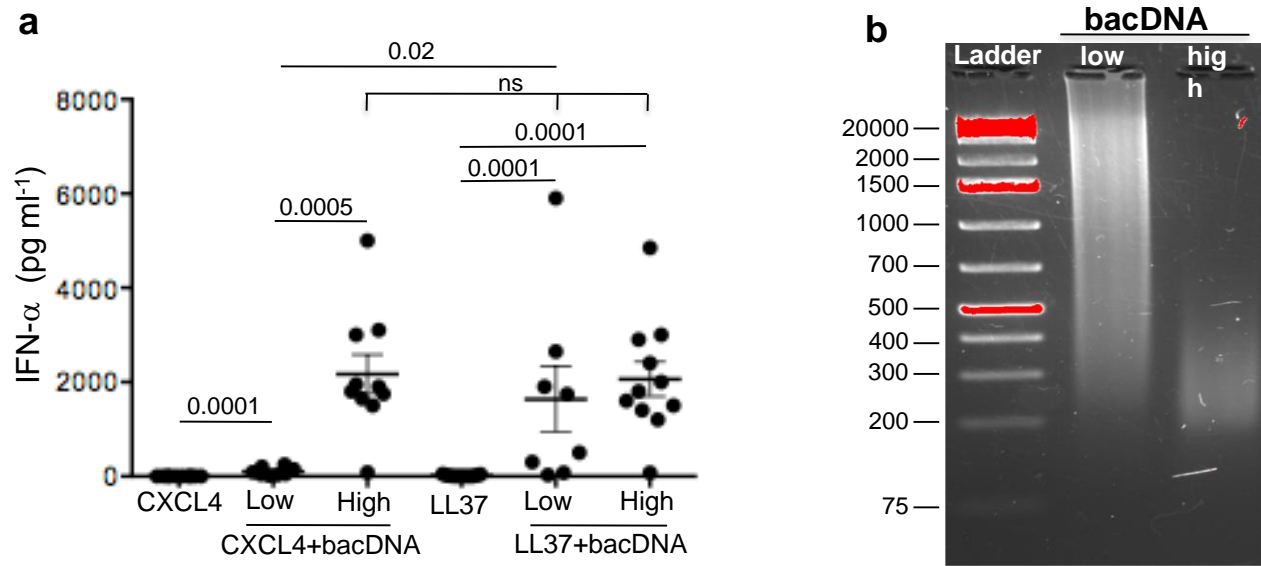 a
0.02
ns
0.0001
0.0001
0.0005
0.0001
IFN-α (pg ml-1)
8000
6000
4000
2000
0
CXCL4 Low High LL37 Low High
CXCL4+bacDNA LL37+bacDNA
b
bacDNA
Ladder low hig
h
20000
2000
1500
1000
700
500
400
300
200
75